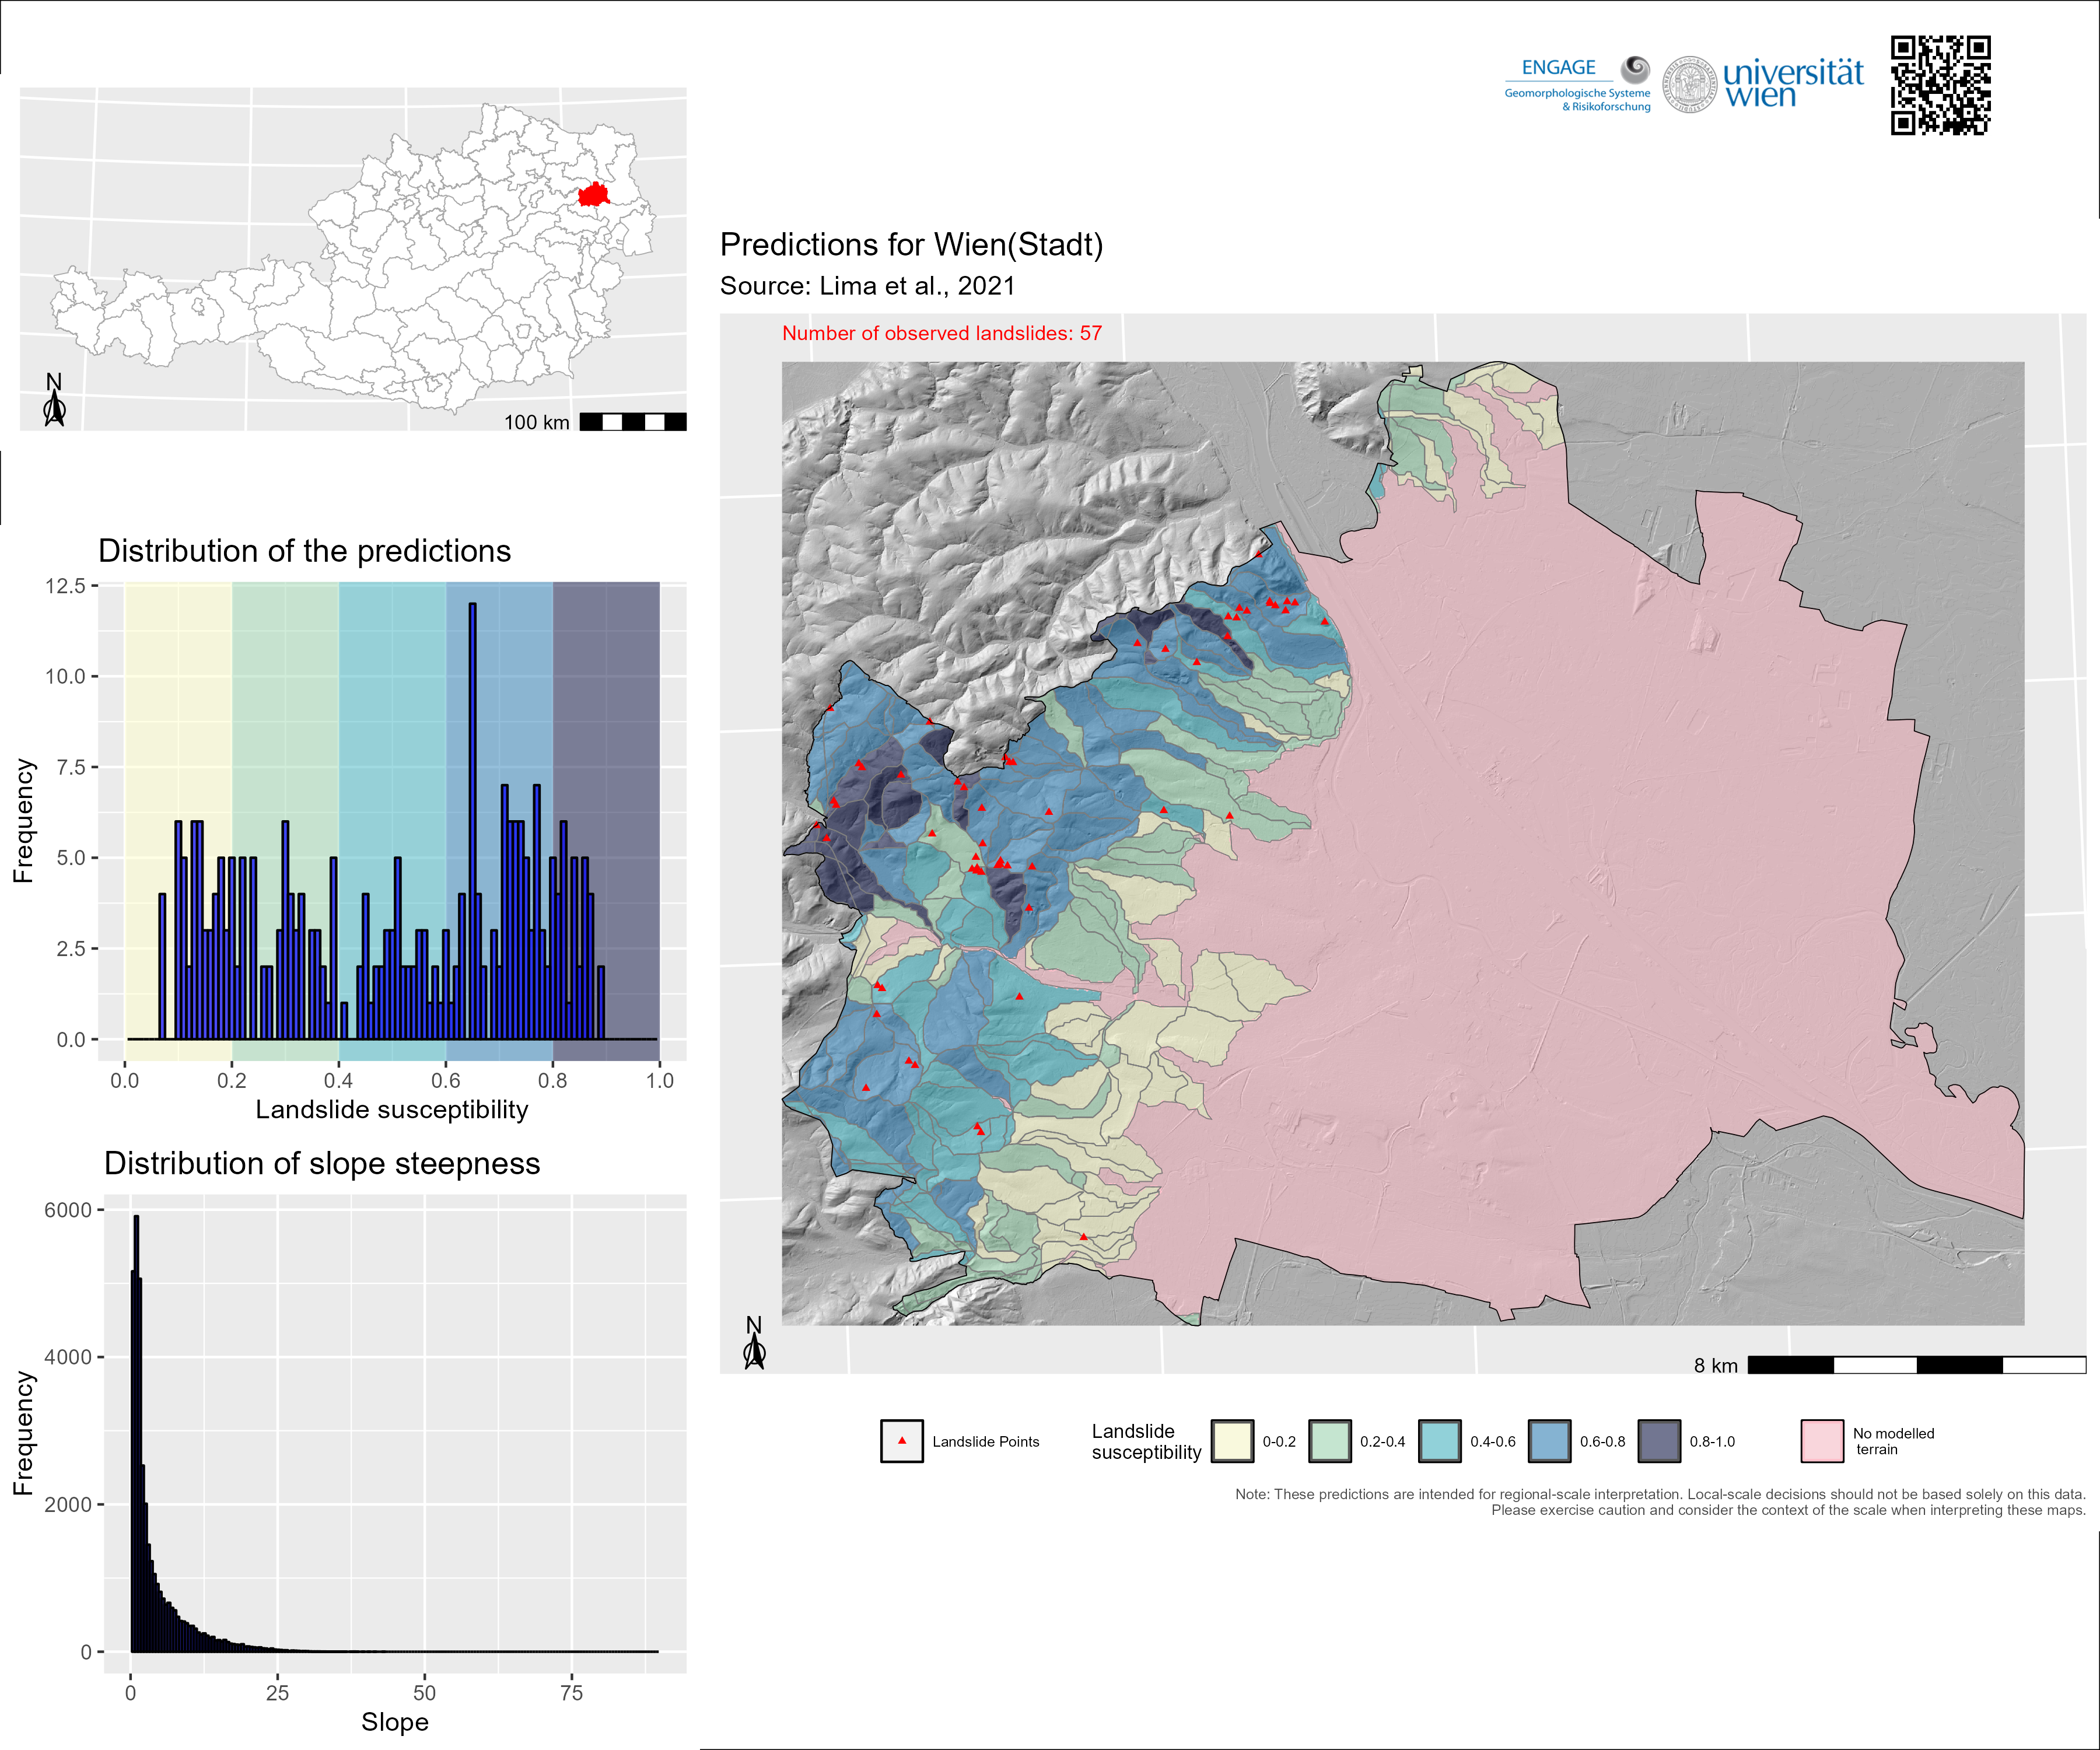 ENGAGE
Geomorphologische Systeme
& Risikoforschung
universität
wien
N
100 km
Predictions for Wien(Stadt)
Source: Lima et al., 2021
Number of observed landslides: 57
N
8 km
Landslide Points
Landslide
susceptibility
0-0.2
0.2-0.4
0.4-0.6
0.6-0.8
0.8-1.0
No modelled
terrain
Note: These predictions are intended for regional-scale interpretation. Local-scale decisions should not be based solely on this data.
Please exercise caution and consider the context of the scale when interpreting these maps.
Distribution of the predictions
Frequency
12.5
10.0
7.5
5.0
2.5
0.0
0.0 0.2 0.4 0.6 0.8 1.0
Landslide susceptibility
Distribution of slope steepness
Frequency
6000
4000
2000
0
0 25 50 75
Slope